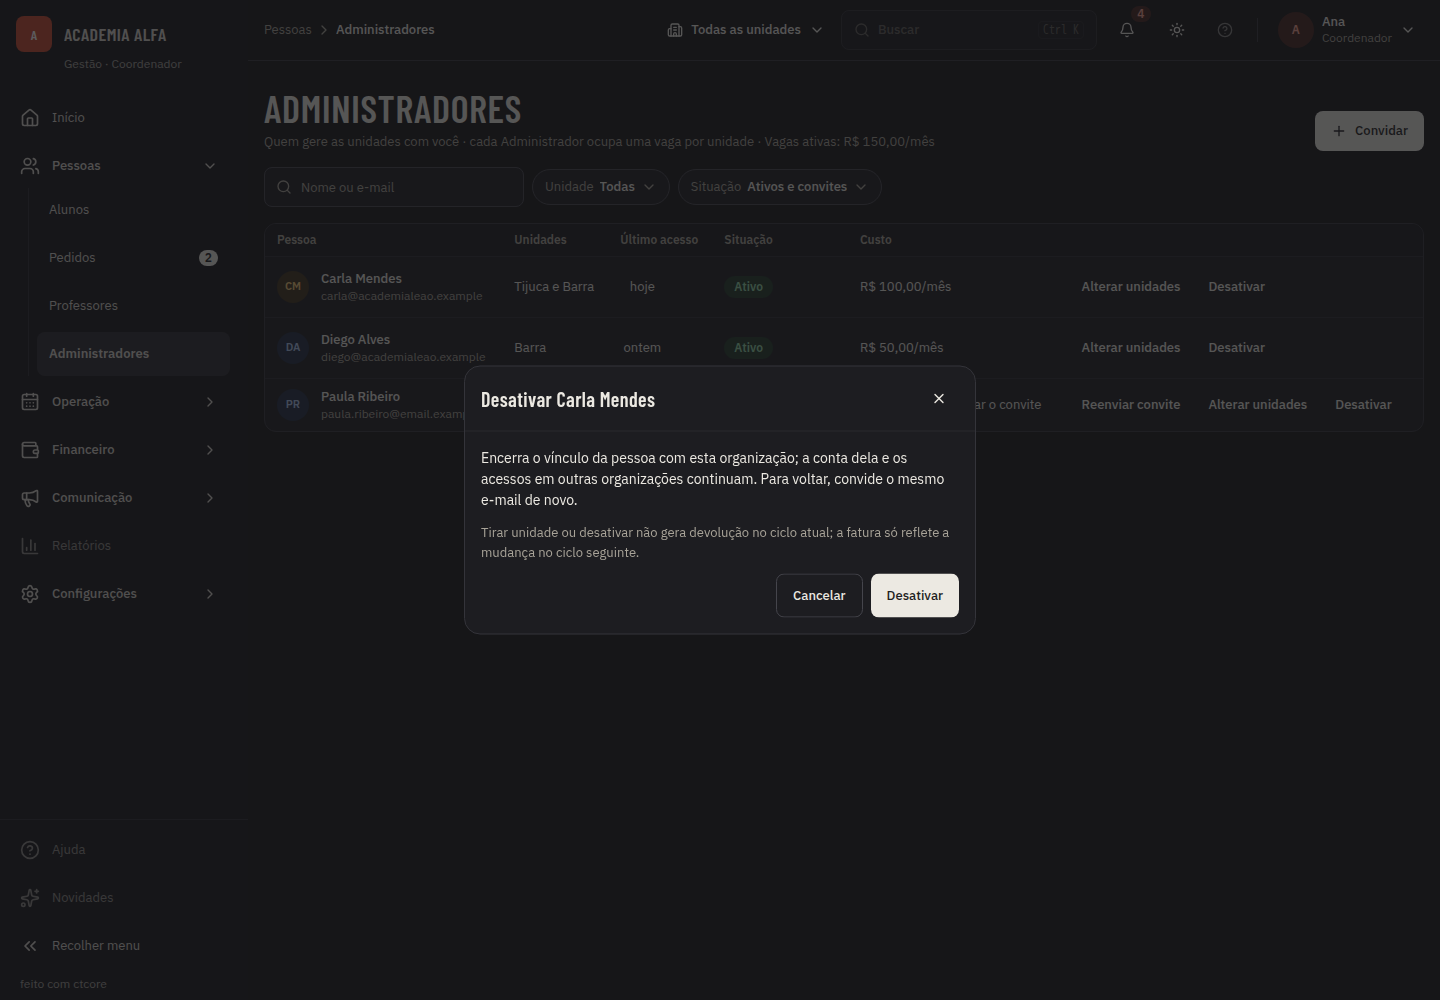 A
ACADEMIA ALFA
Gestão · Coordenador
Início
Pessoas
Alunos
Pedidos
2
Professores
Administradores
Operação
Financeiro
Comunicação
Relatórios
Configurações
Ajuda
Novidades
Recolher menu
feito com ctcore
Pessoas
Administradores
Todas as unidades
Buscar
Ctrl K
4
A
Ana
Coordenador
ADMINISTRADORES
Quem gere as unidades com você · cada Administrador ocupa uma vaga por unidade · Vagas ativas: R$ 150,00/mês
Convidar
Nome ou e-mail
Unidade Todas
Situação Ativos e convites
Pessoa Unidades Último acesso Situação Custo
CM
Carla Mendes
carla@academialeao.example
Tijuca e Barra
hoje
Ativo
R$ 100,00/mês
Alterar unidades
Desativar
DA
Diego Alves
diego@academialeao.example
Barra
ontem
Ativo
R$ 50,00/mês
Alterar unidades
Desativar
PR
Paula Ribeiro
paula.ribeiro@email.exam
ar o convite
Reenviar convite
Alterar unidades
Desativar
Desativar Carla Mendes
Encerra o vínculo da pessoa com esta organização; a conta dela e os
acessos em outras organizações continuam. Para voltar, convide o mesmo
e-mail de novo.
Tirar unidade ou desativar não gera devolução no ciclo atual; a fatura só reflete a
mudança no ciclo seguinte.
Cancelar
Desativar